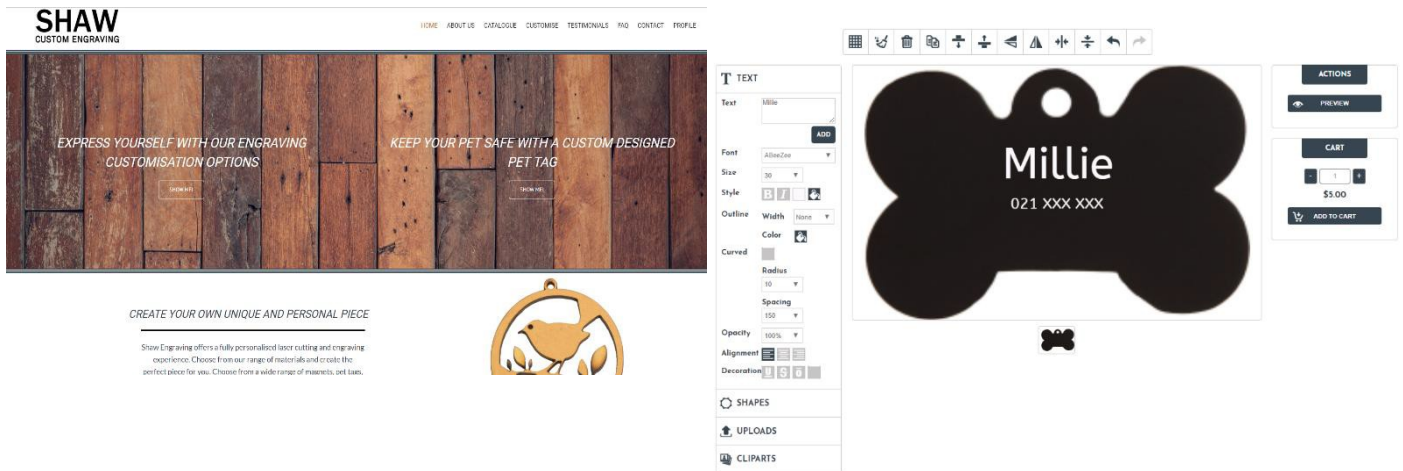 SHAW
CUSTOM ENGRAVING
HOME ABOUT US CATALOGUE CUSTOMISE TESTIMONIALS FAQ CONTACT PROFILE
EXPRESS YOURSELF WITH OUR ENGRAVING
CUSTOMISATION OPTIONS
SHOW ME!
KEEP YOUR PET SAFE WITH A CUSTOM DESIGNED
PET TAG
SHOW ME!
CREATE YOUR OWN UNIQUE AND PERSONAL PIECE
Shaw Engraving offers a fully personalised laser cutting and engraving
experience. Choose from our range of materials and create the
perfect piece for you. Choose from a wide range of magnets, pet tags,
T TEXT
Text Millie
ADD
Font ABeeZee
Size 30
Style B I
Outline Width None
Color
Curved
Radius
10
Spacing
150
Opacity 100%
Alignment
Decoration U S O
SHAPES
UPLOADS
CLIPARTS
Millie
021 XXX XXX
ACTIONS
PREVIEW
CART
- 1 +
$5.00
ADD TO CART